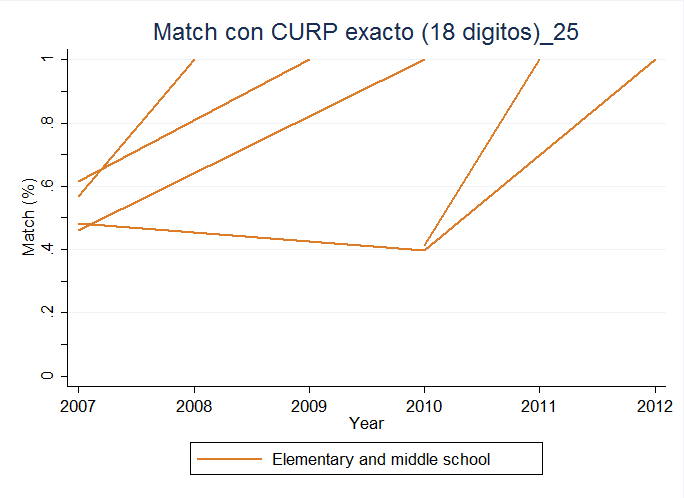 Match con CURP exacto (18 digitos)_25
Match (%)
1
.8
.6
.4
.2
0
2007 2008 2009 2010 2011 2012
Year
Elementary and middle school